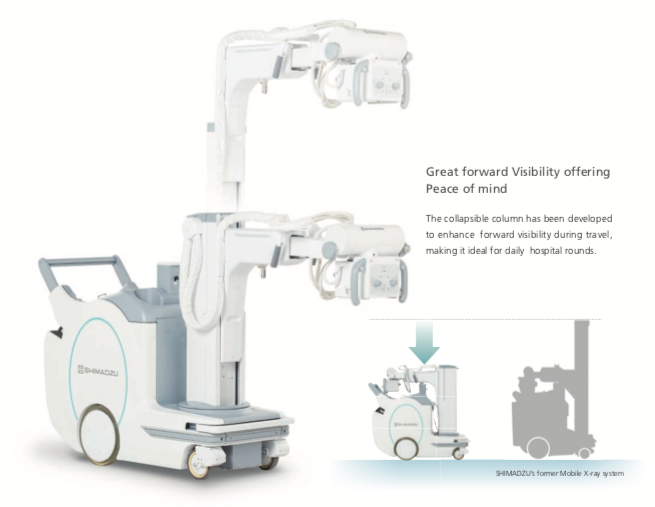 Great forward Visibility offering
Peace of mind
The collapsible column has been developed
to enhance forward visibility during travel,
making it ideal for daily hospital rounds.
SHIMADZU
SHIMADZU
SHIMADZU's former Mobile X-ray system